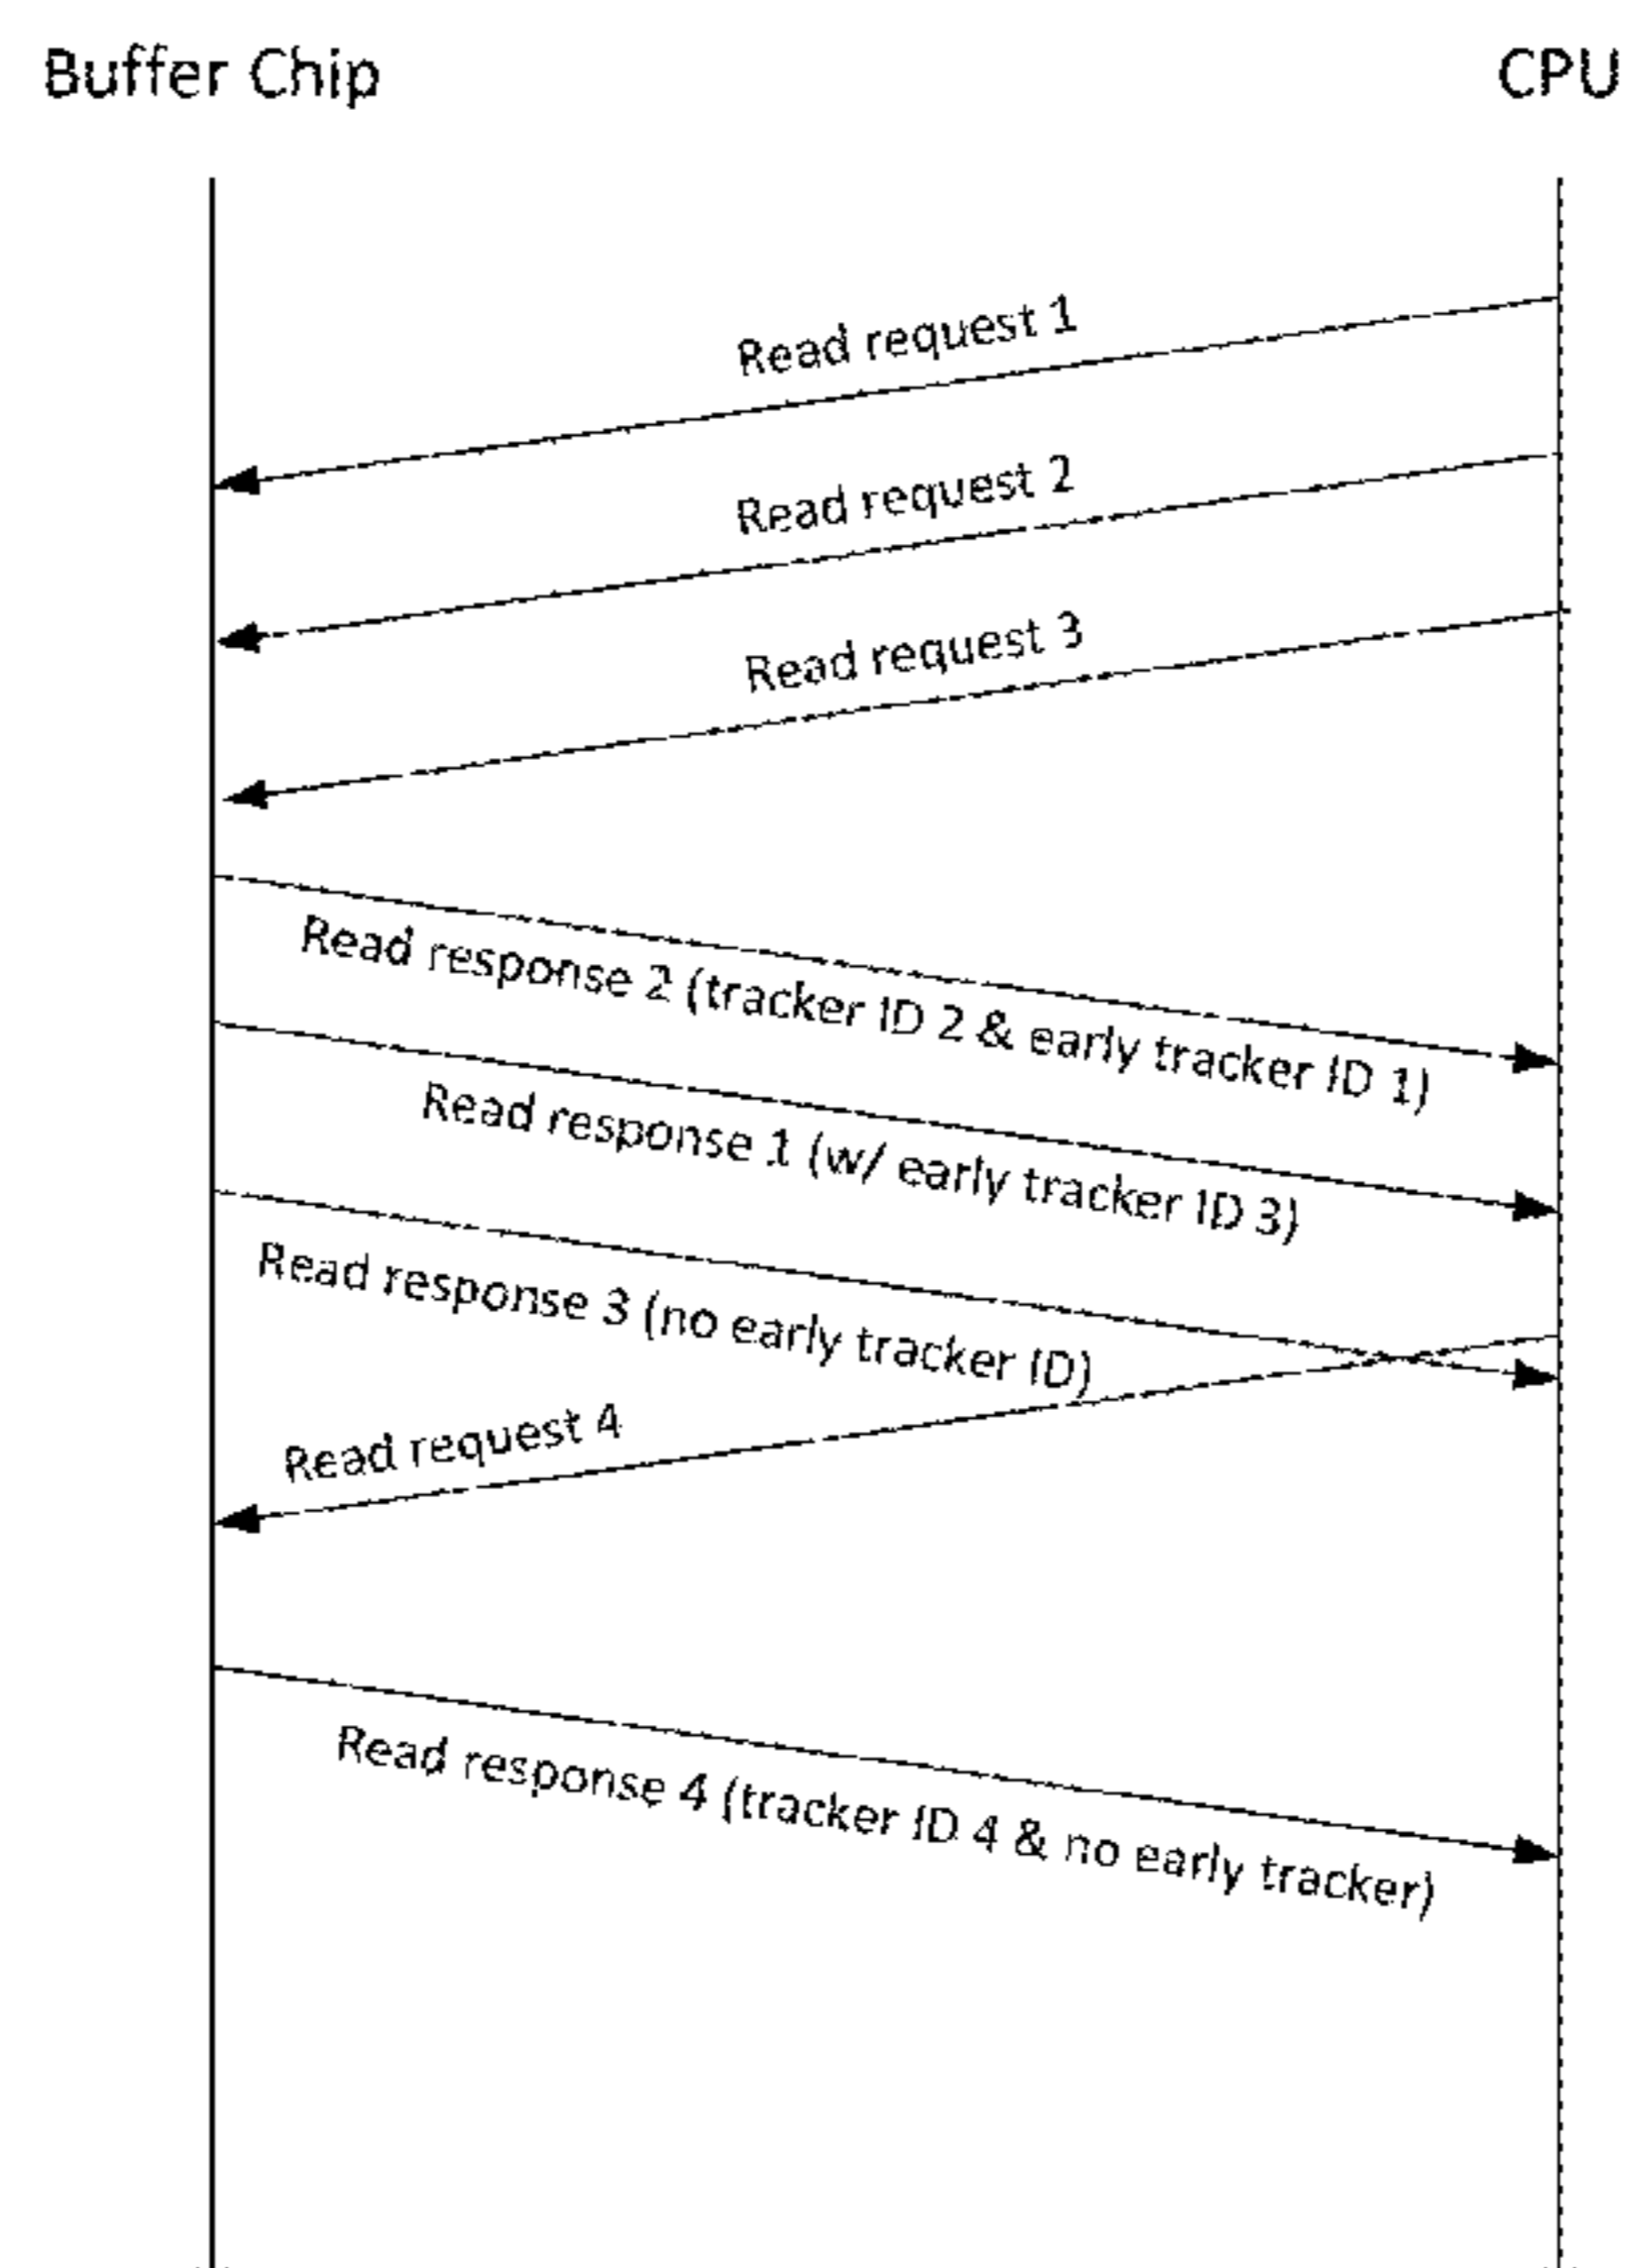 Buffer Chip
CPU
Read request 1
Read request 2
Read request 3
Read response 2 (tracker ID 2 & early tracker ID 1)
Read response 1 (w/ early tracker ID 3)
Read response 3 (no early tracker ID)
Read request 4
Read response 4 (tracker ID 4 & no early tracker)